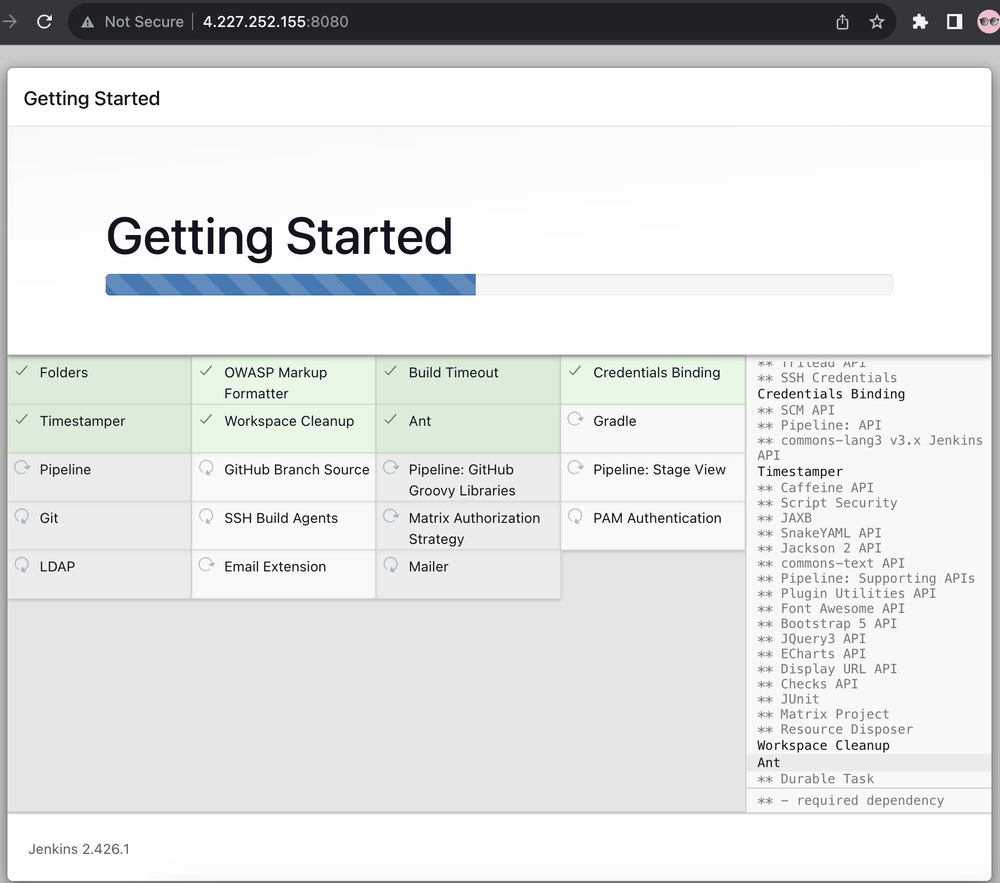 Not Secure 4.227.252.155:8080
Getting Started
Getting Started
Folders
OWASP Markup
Formatter
Build Timeout
Credentials Binding
Timestamper
Workspace Cleanup
Ant
Gradle
Pipeline
GitHub Branch Source
Pipeline: GitHub
Groovy Libraries
Pipeline: Stage View
Git
SSH Build Agents
Matrix Authorization
Strategy
PAM Authentication
LDAP
Email Extension
Mailer
** Trilead API
** SSH Credentials
Credentials Binding
** SCM API
** Pipeline: API
** commons-lang3 v3.x Jenkins
API
Timestamper
** Caffeine API
** Script Security
** JAXB
** SnakeYAML API
** Jackson 2 API
** commons-text API
** Pipeline: Supporting APIs
** Plugin Utilities API
** Font Awesome API
** Bootstrap 5 API
** JQuery3 API
** ECharts API
** Display URL API
** Checks API
** JUnit
** Matrix Project
** Resource Disposer
Workspace Cleanup
Ant
** Durable Task
** - required dependency
Jenkins 2.426.1